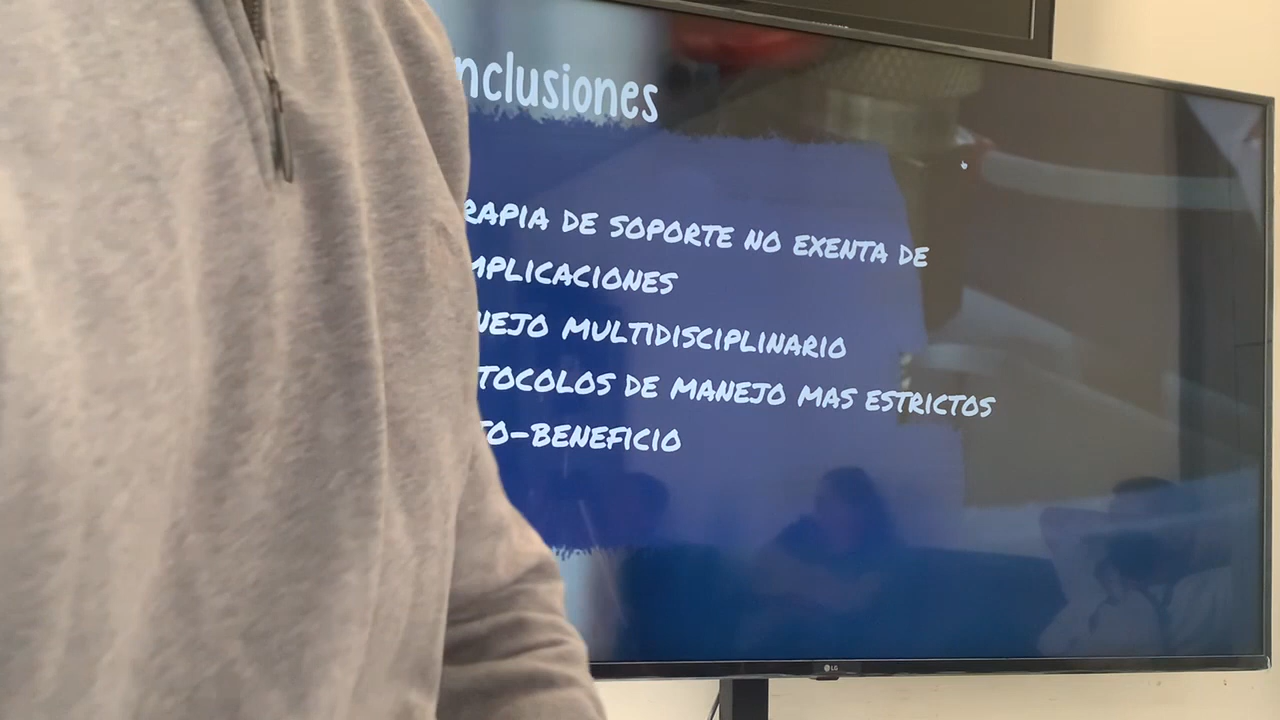 nclusiones
RAPIA DE SOPORTE NO EXENTA DE
MPLICACIONES
NEJO MULTIDISCIPLINARIO
TOCOLOS DE MANEJO MAS ESTRICTOS
TO-BENEFICIO
LG